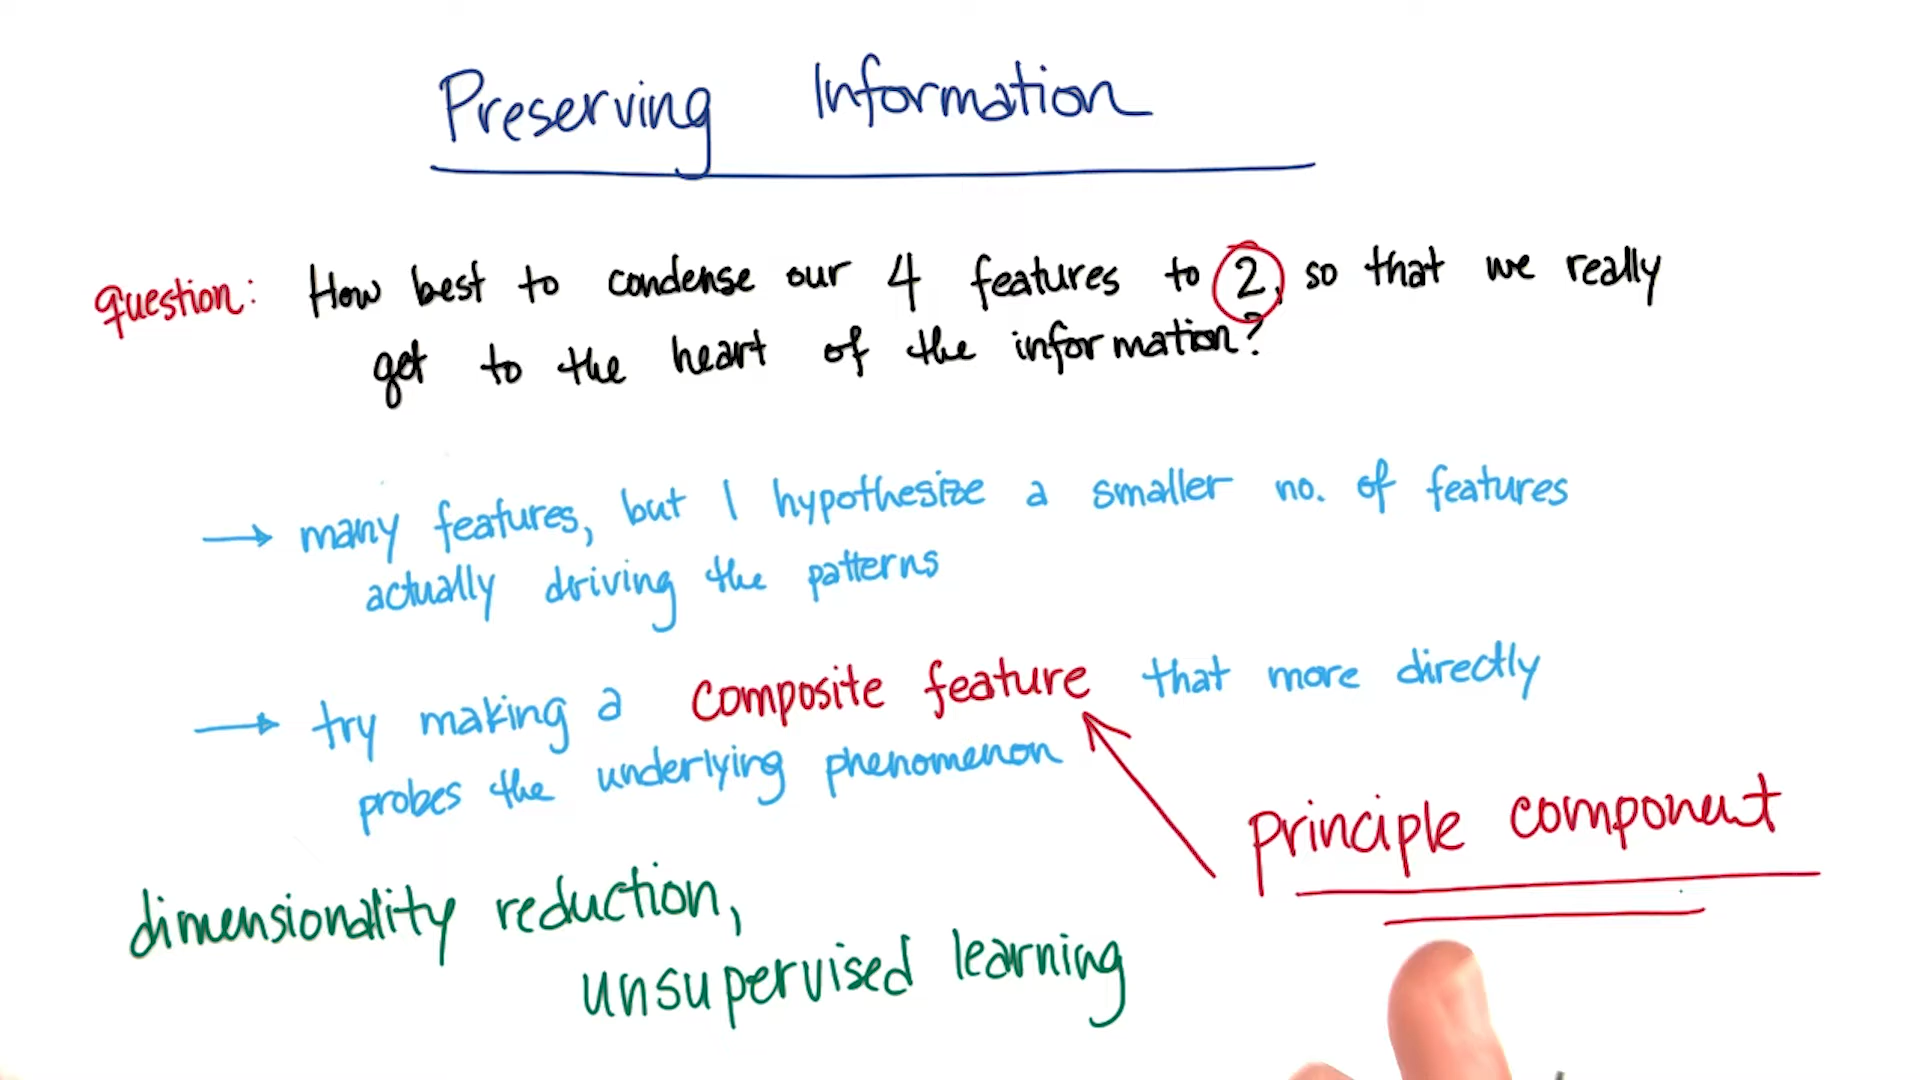 Preserving Information
question: How best to condense our 4 features to 2, so that we really
get to the heart of the information?
→ many features, but I hypothesize a smaller no. of features
actually driving the patterns
→ try making a composite feature that more directly
probes the underlying phenomenon
principle component
dimensionality reduction,
unsupervised learning